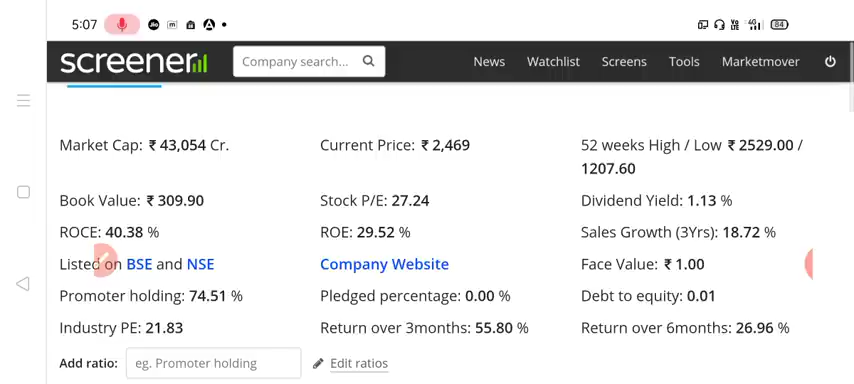 5:07 Jio m A • Vo LTE 4G 84
screener Company search... News Watchlist Screens Tools Marketmover
Market Cap: ₹ 43,054 Cr. Current Price: ₹ 2,469 52 weeks High / Low ₹ 2529.00 /
1207.60
Book Value: ₹ 309.90 Stock P/E: 27.24 Dividend Yield: 1.13 %
ROCE: 40.38 % ROE: 29.52 % Sales Growth (3Yrs): 18.72 %
Listed on BSE and NSE Company Website Face Value: ₹ 1.00
Promoter holding: 74.51 % Pledged percentage: 0.00 % Debt to equity: 0.01
Industry PE: 21.83 Return over 3months: 55.80 % Return over 6months: 26.96 %
Add ratio: eg. Promoter holding Edit ratios